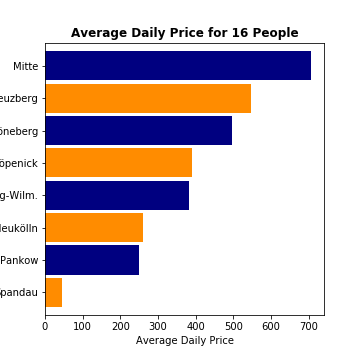 Average Daily Price for 16 People
Mitte
euzberg
öneberg
öpenick
g-Wilm.
eukölln
Pankow
Spandau
0 100 200 300 400 500 600 700
Average Daily Price